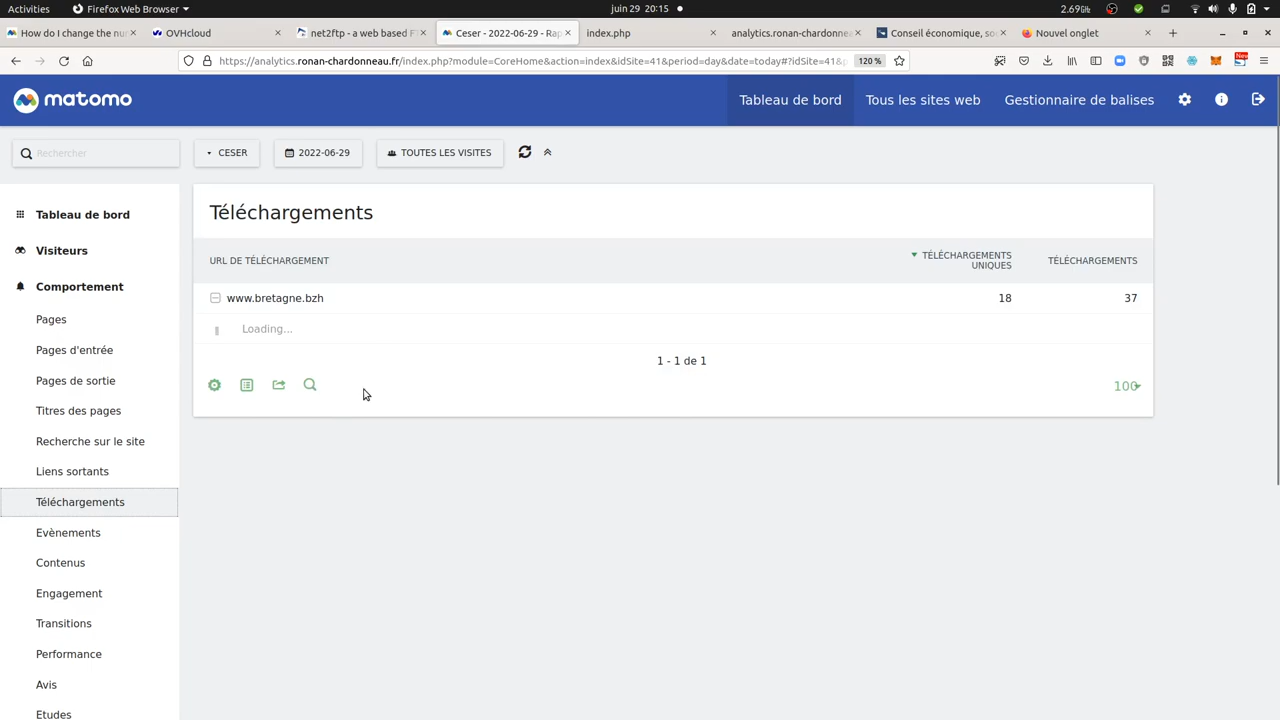 Activities
Firefox Web Browser
juin 29 20:15
2.69GiB
How do I change the nu
OVHcloud
net2ftp - a web based F
Ceser - 2022-06-29 - Rap
index.php
analytics.ronan-chardonnea
Conseil économique, so
Nouvel onglet
https://analytics.ronan-chardonneau.fr/index.php?module=CoreHome&action=index&idSite=41&period=day&date=today#?idSite=41&p
120 %
New
matomo
Tableau de bord
Tous les sites web
Gestionnaire de balises
Rechercher
CESER
2022-06-29
TOUTES LES VISITES
Tableau de bord
Visiteurs
Comportement
Pages
Pages d'entrée
Pages de sortie
Titres des pages
Recherche sur le site
Liens sortants
Téléchargements
Evènements
Contenus
Engagement
Transitions
Performance
Avis
Etudes
Téléchargements
URL DE TÉLÉCHARGEMENT
TÉLÉCHARGEMENTS
UNIQUES
TÉLÉCHARGEMENTS
www.bretagne.bzh
18
37
Loading...
1 - 1 de 1
100